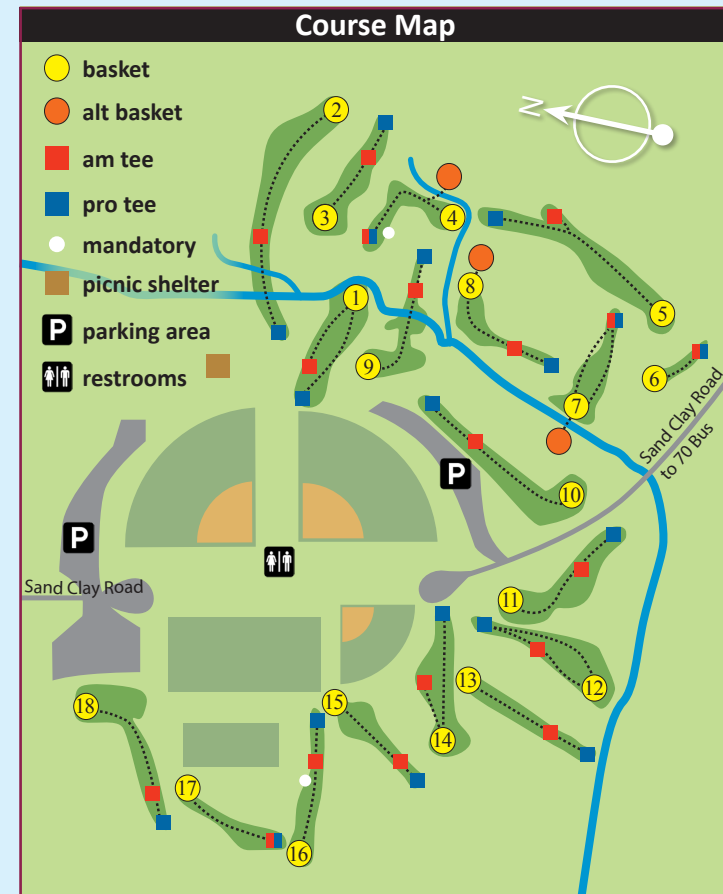 Course Map
basket
alt basket
am tee
pro tee
mandatory
picnic shelter
P parking area
restrooms
N
2
3
4
8
5
1
9
6
7
Sand Clay Road
to 70 Bus
10
P
P
Sand Clay Road
11
12
13
14
15
18
17
16